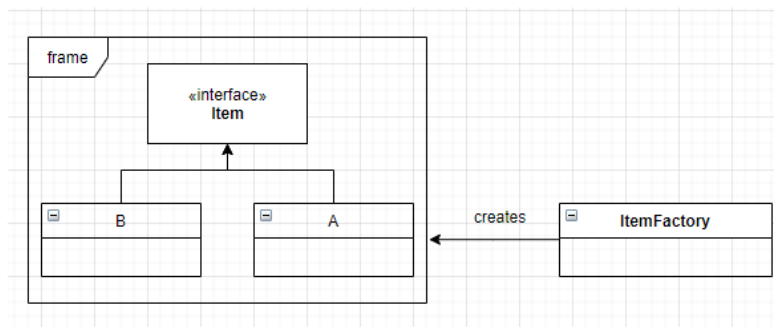 frame
«interface»
Item
B
A
creates
ItemFactory